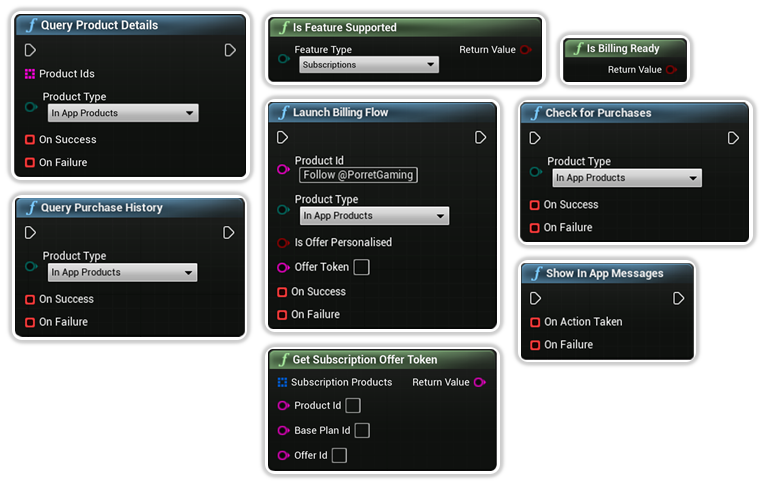 f Query Product Details
Product Ids
Product Type
In App Products
On Success
On Failure
f Query Purchase History
Product Type
In App Products
On Success
On Failure
f Is Feature Supported
Feature Type
Return Value
Subscriptions
f Launch Billing Flow
Product Id
Follow @PorretGaming
Product Type
In App Products
Is Offer Personalised
Offer Token
On Success
On Failure
f Get Subscription Offer Token
Subscription Products
Return Value
Product Id
Base Plan Id
Offer Id
f Is Billing Ready
Return Value
f Check for Purchases
Product Type
In App Products
On Success
On Failure
f Show In App Messages
On Action Taken
On Failure